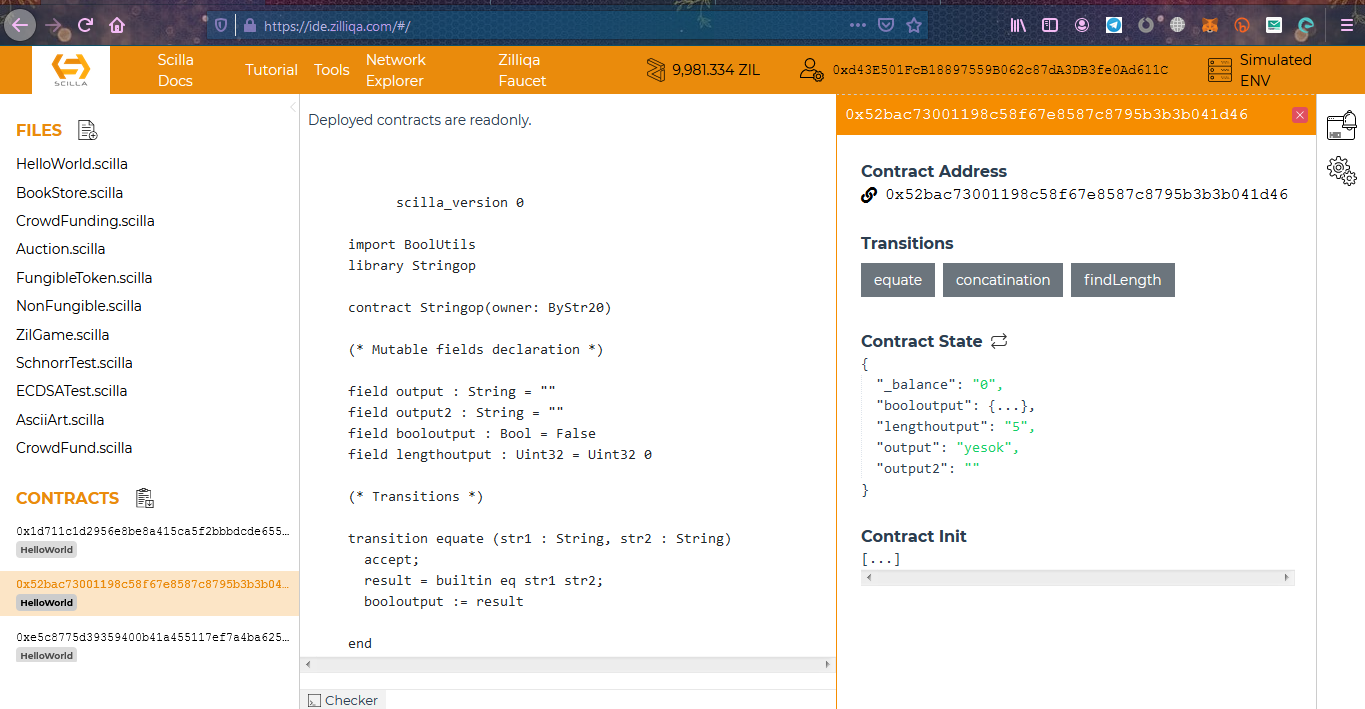 https://ide.zilliqa.com/#/
SCILLA
Scilla Docs
Tutorial
Tools
Network Explorer
Zilliqa Faucet
9,981.334 ZIL
0xd43E501FcB18897559B062c87dA3DB3fe0Ad611C
Simulated ENV
FILES
HelloWorld.scilla
BookStore.scilla
CrowdFunding.scilla
Auction.scilla
FungibleToken.scilla
NonFungible.scilla
ZilGame.scilla
SchnorrTest.scilla
ECDSATest.scilla
AsciiArt.scilla
CrowdFund.scilla
CONTRACTS
0x1d711c1d2956e8be8a415ca5f2bbbdcde655...
HelloWorld
0x52bac73001198c58f67e8587c8795b3b3b04...
HelloWorld
0xe5c8775d39359400b41a455117ef7a4ba625...
HelloWorld
Deployed contracts are readonly.
scilla_version 0
import BoolUtils
library Stringop
contract Stringop(owner: ByStr20)
(* Mutable fields declaration *)
field output : String = ""
field output2 : String = ""
field booloutput : Bool = False
field lengthoutput : Uint32 = Uint32 0
(* Transitions *)
transition equate (str1 : String, str2 : String)
accept;
result = builtin eq str1 str2;
booloutput := result
end
Checker
0x52bac73001198c58f67e8587c8795b3b3b041d46
Contract Address
0x52bac73001198c58f67e8587c8795b3b3b041d46
Transitions
equate
concatination
findLength
Contract State
{
"_balance": "0",
"booloutput": {...},
"lengthoutput": "5",
"output": "yesok",
"output2": ""
}
Contract Init
[...]